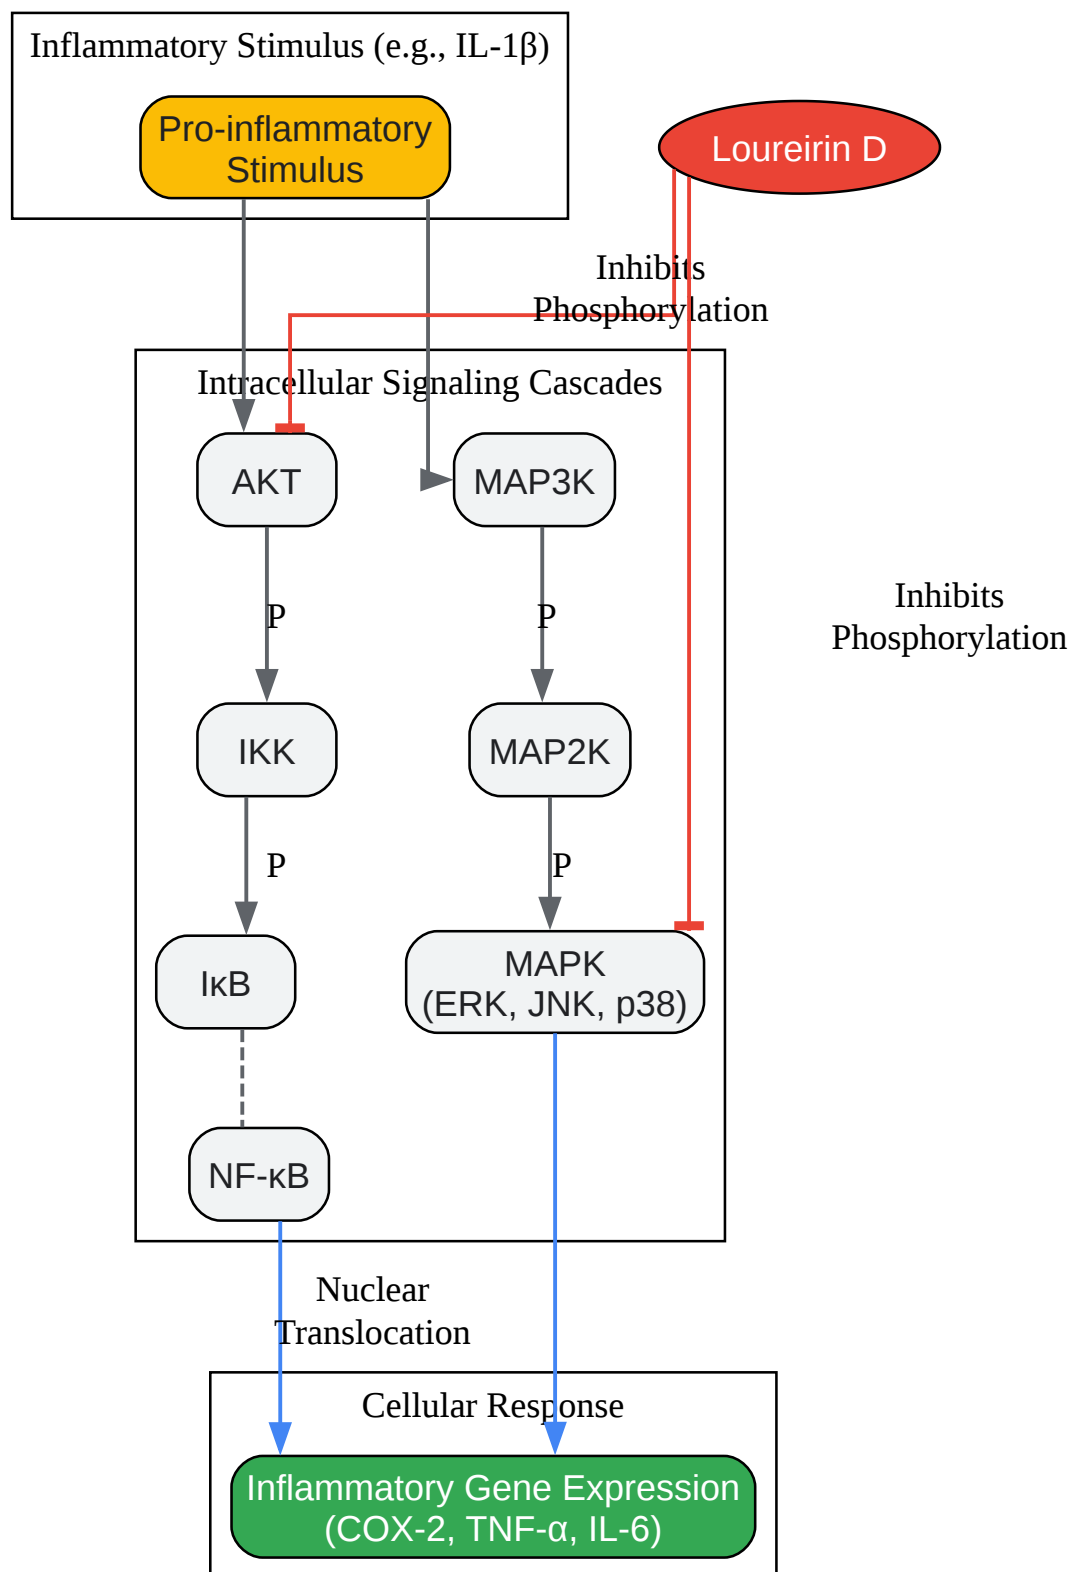 Inflammatory Stimulus (e.g., IL-1β)
Pro-inflammatory
Stimulus
Loureirin D
Inhibits
Phosphorylation
Intracellular Signaling Cascades
AKT
MAP3K
P
P
Inhibits
Phosphorylation
IKK
MAP2K
P
P
IκB
MAPK
(ERK, JNK, p38)
NF-κB
Nuclear
Translocation
Cellular Response
Inflammatory Gene Expression
(COX-2, TNF-α, IL-6)